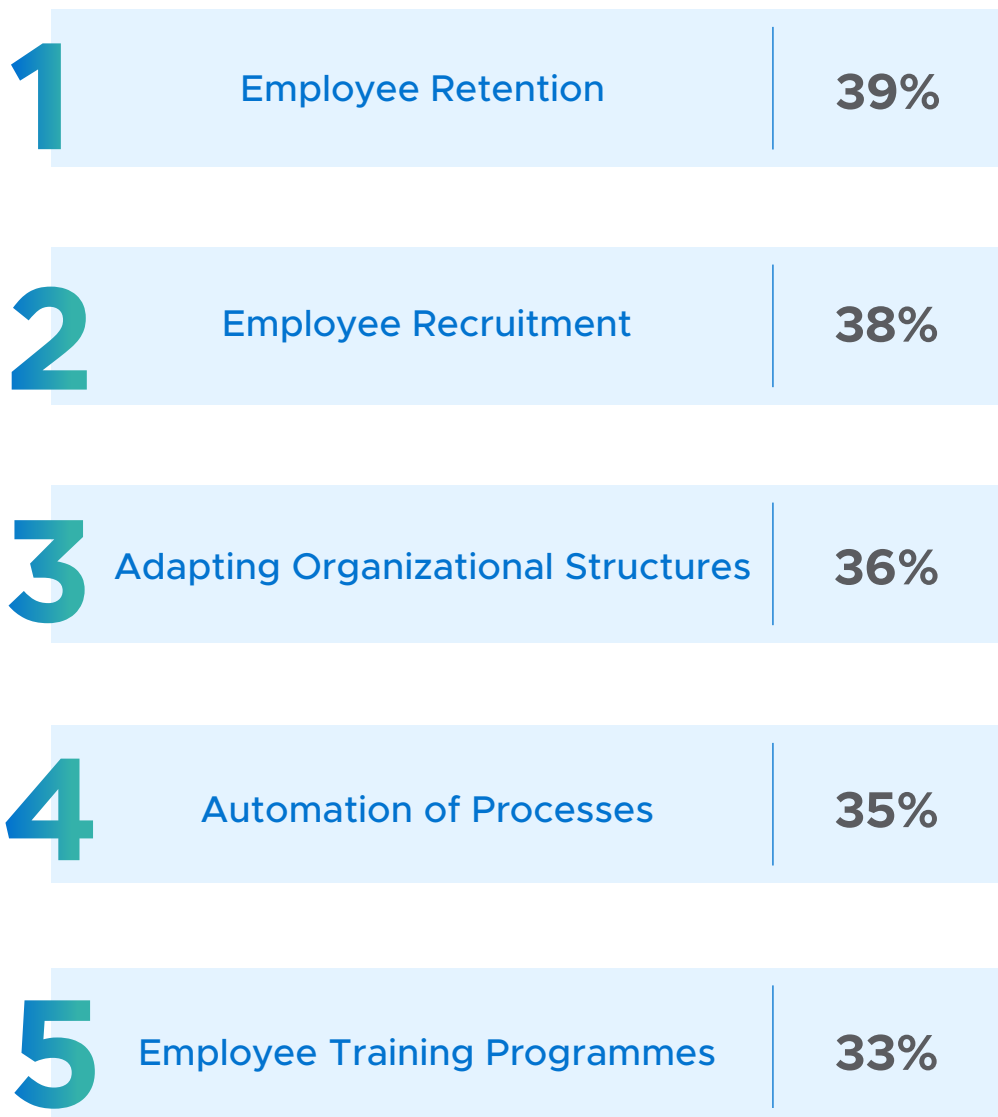 1
Employee Retention
39%
2
Employee Recruitment
38%
3
Adapting Organizational Structures
36%
4
Automation of Processes
35%
5
Employee Training Programmes
33%